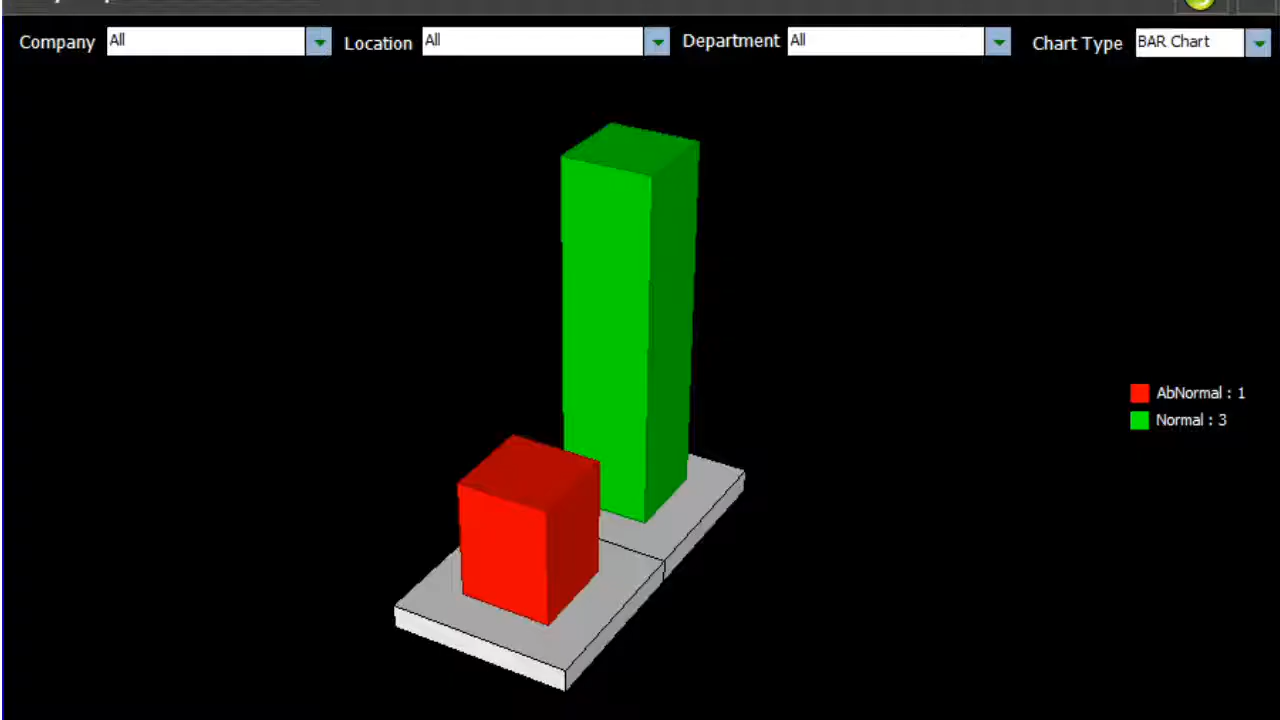 Company All Location All Department All Chart Type BAR Chart
AbNormal : 1
Normal : 3